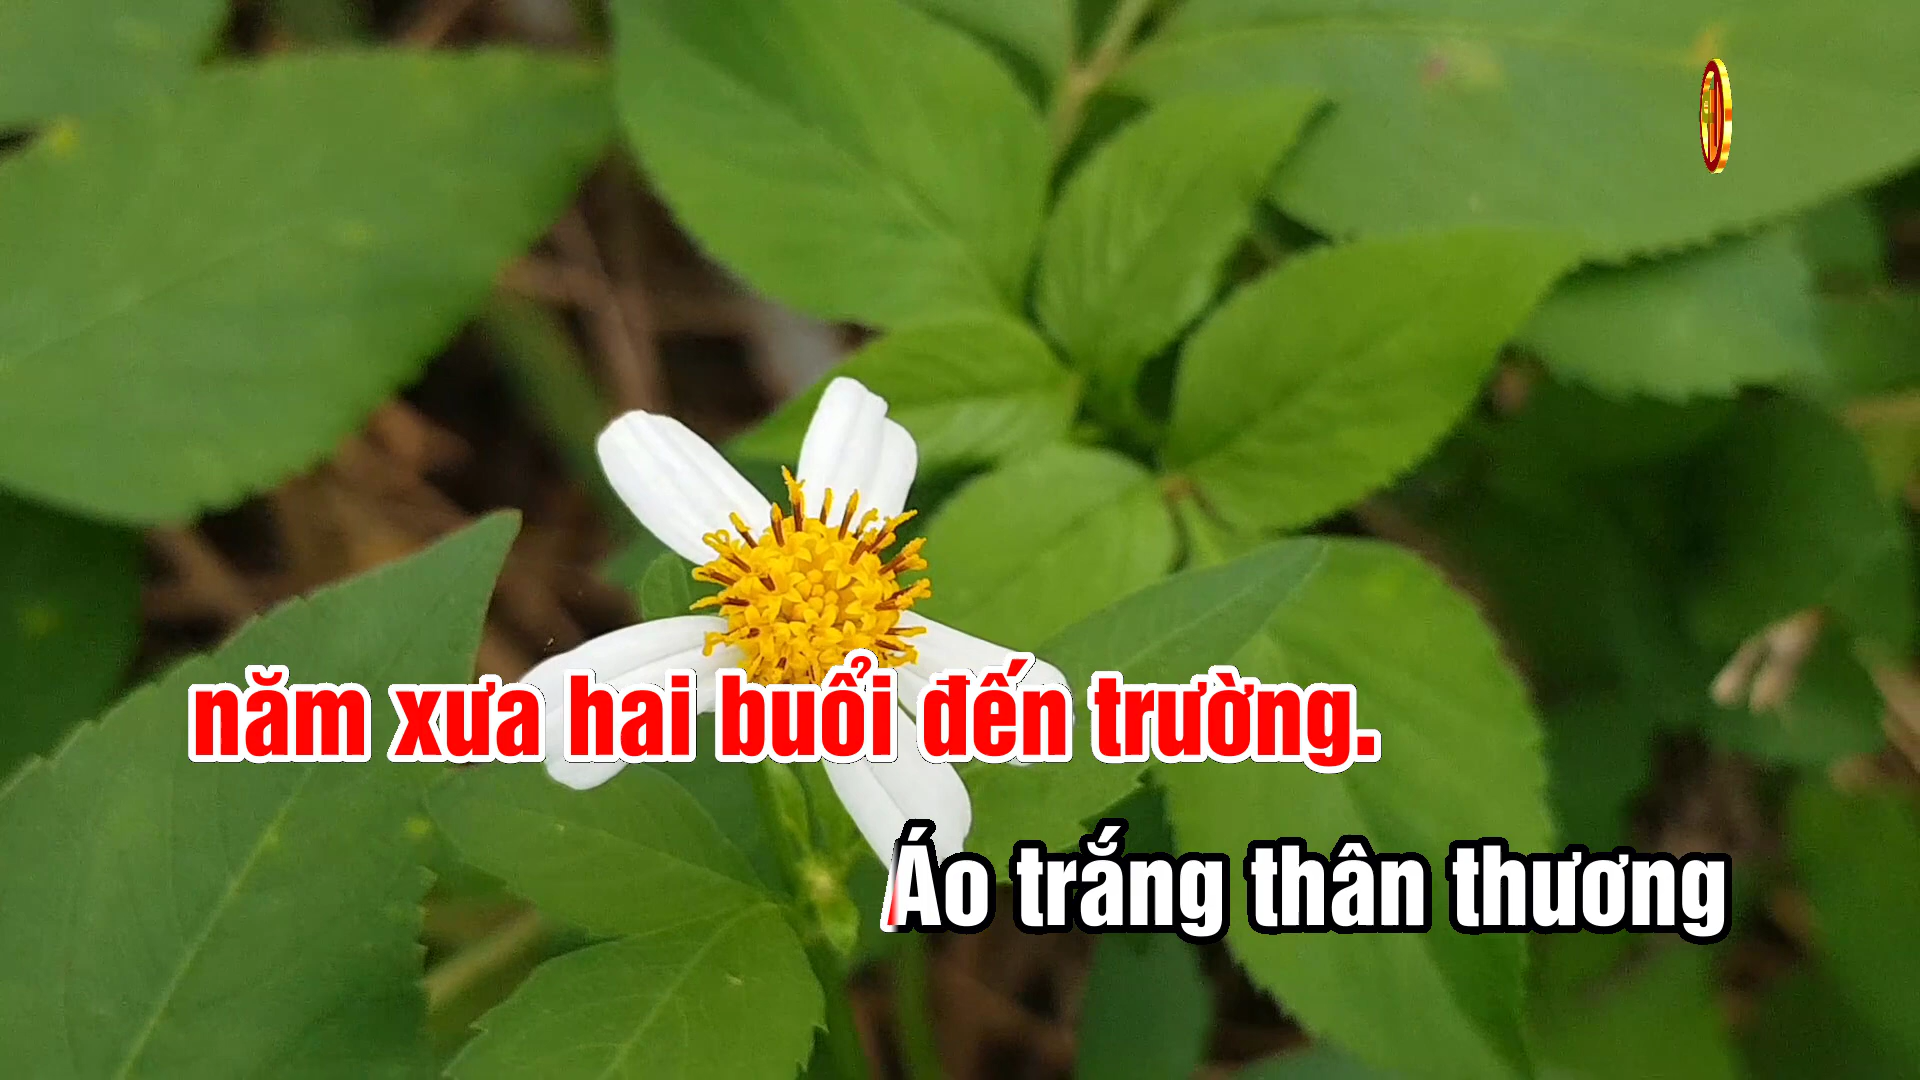 năm xưa hai buổi đến trường.
Áo trắng thân thương